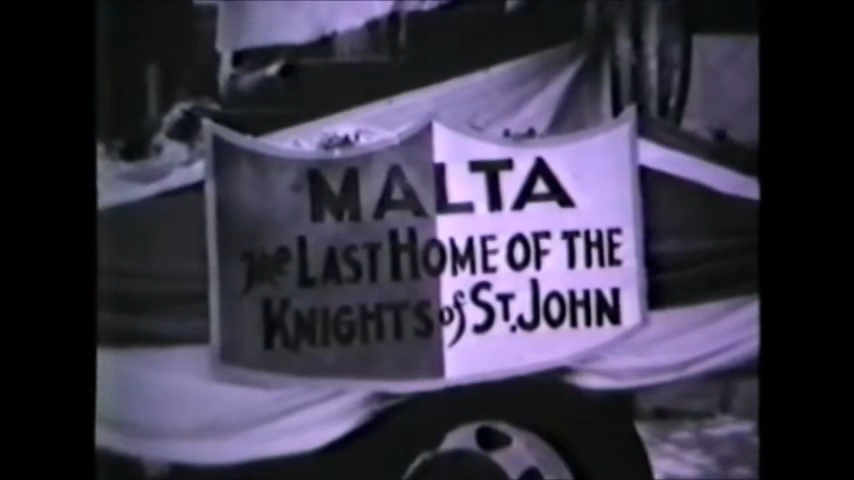 MALTA
The LAST HOME OF THE
KNIGHTS of ST. JOHN